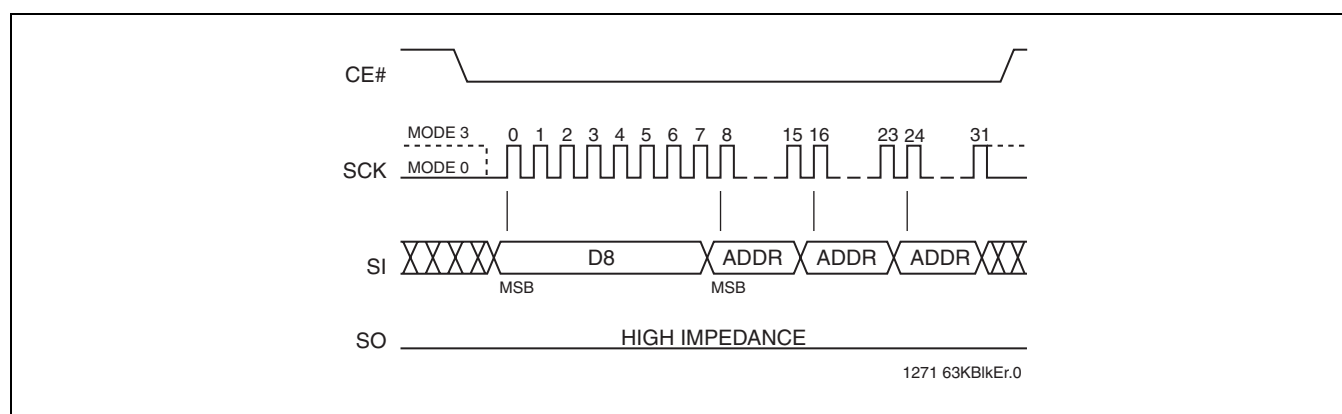 CE#
MODE 3
0 1 2 3 4 5 6 7 8 15 16 23 24 31
SCK
MODE 0
SI
D8
ADDR
ADDR
ADDR
MSB
MSB
SO
HIGH IMPEDANCE
1271 63KBlkEr.0